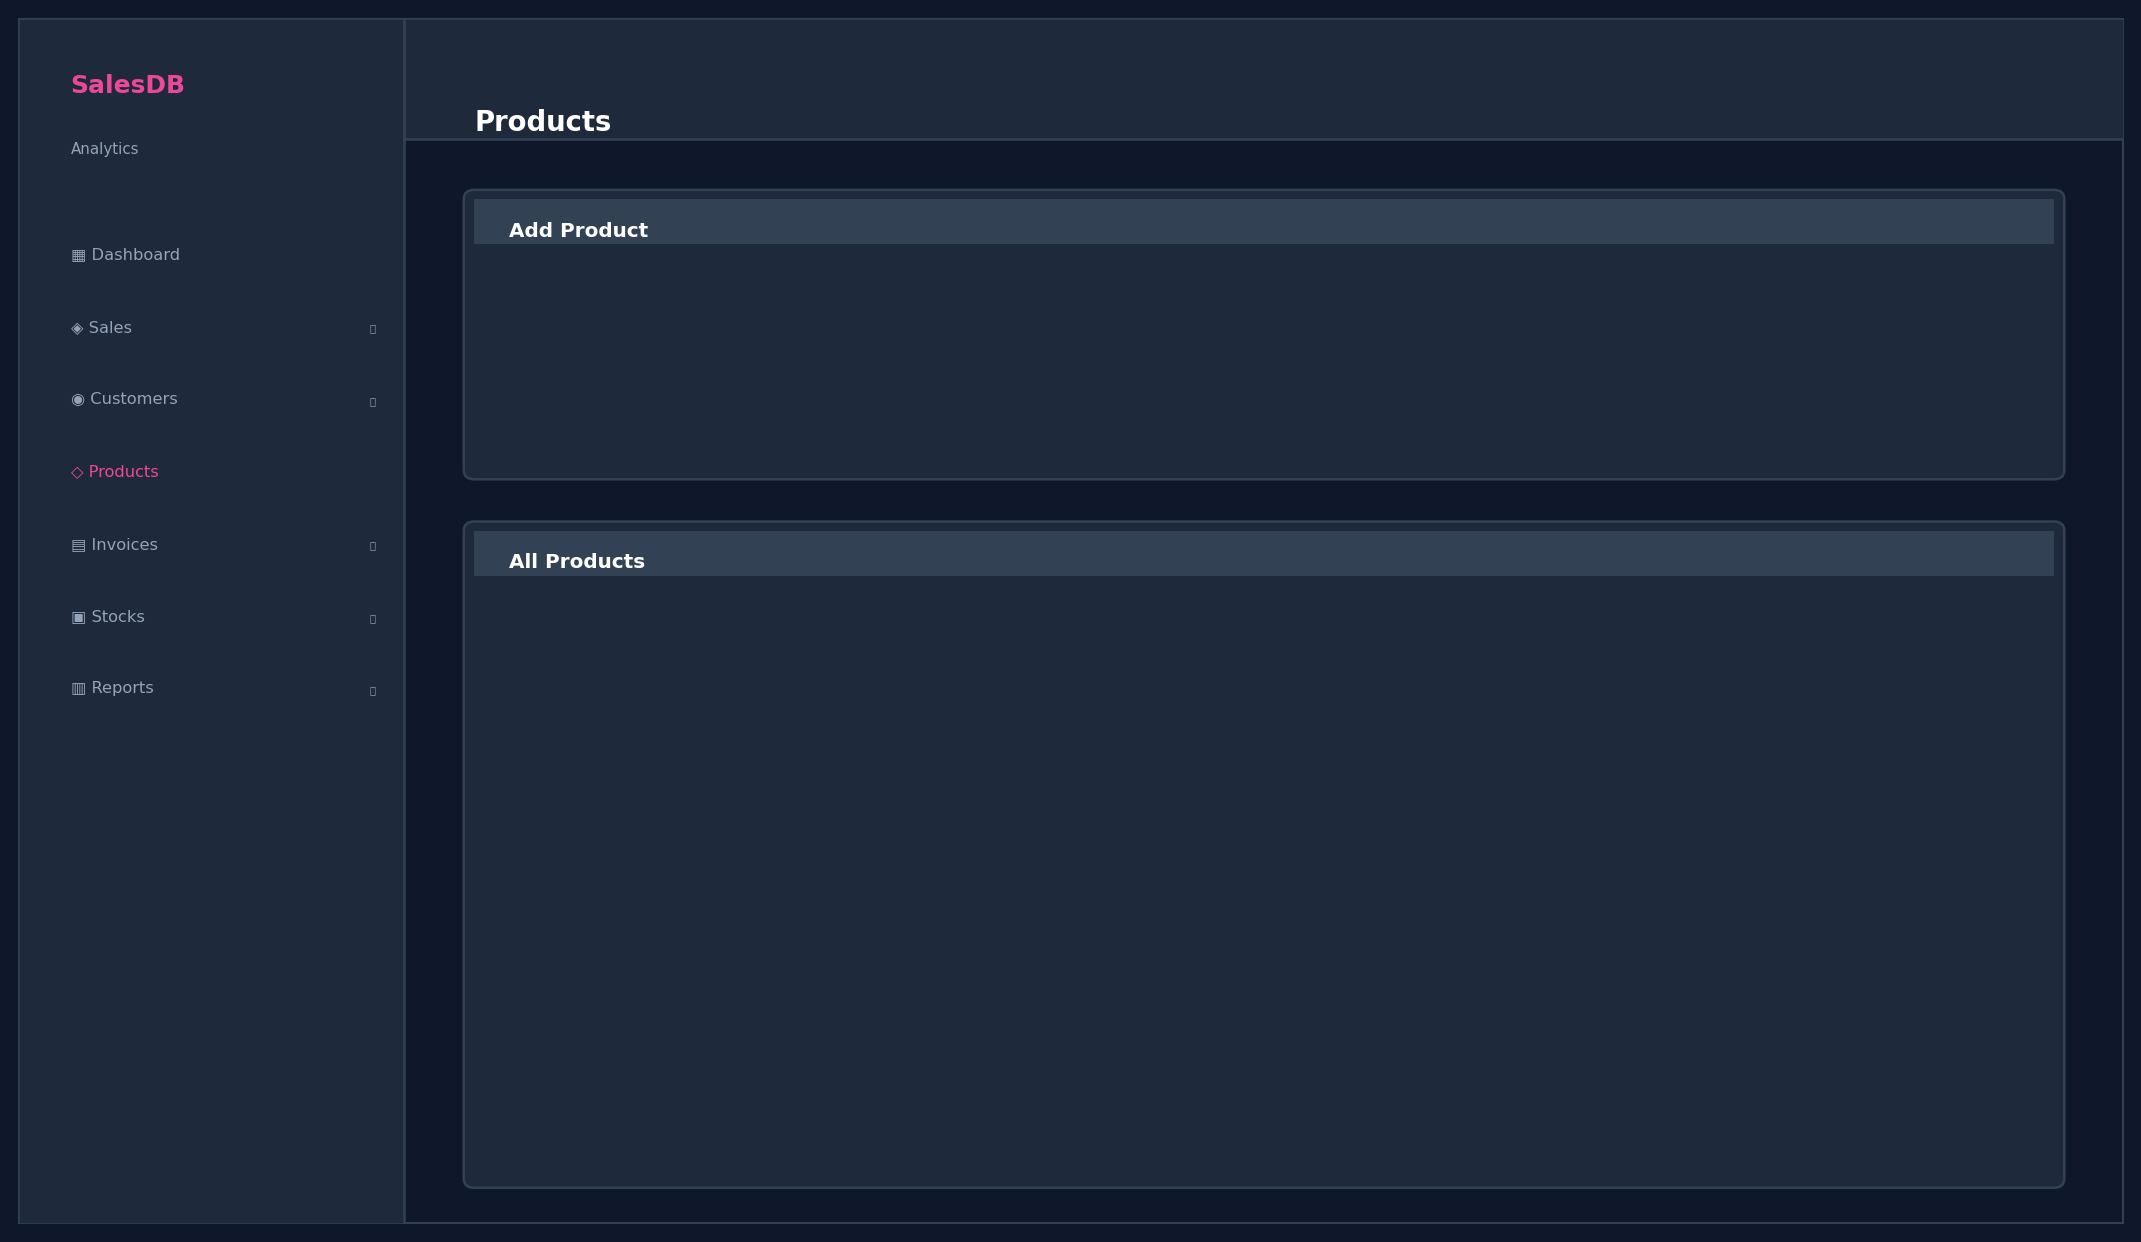 SalesDB
Analytics
▦ Dashboard
◈ Sales
◉ Customers
◇ Products
▤ Invoices
▣ Stocks
▥ Reports
Products
Add Product
All Products